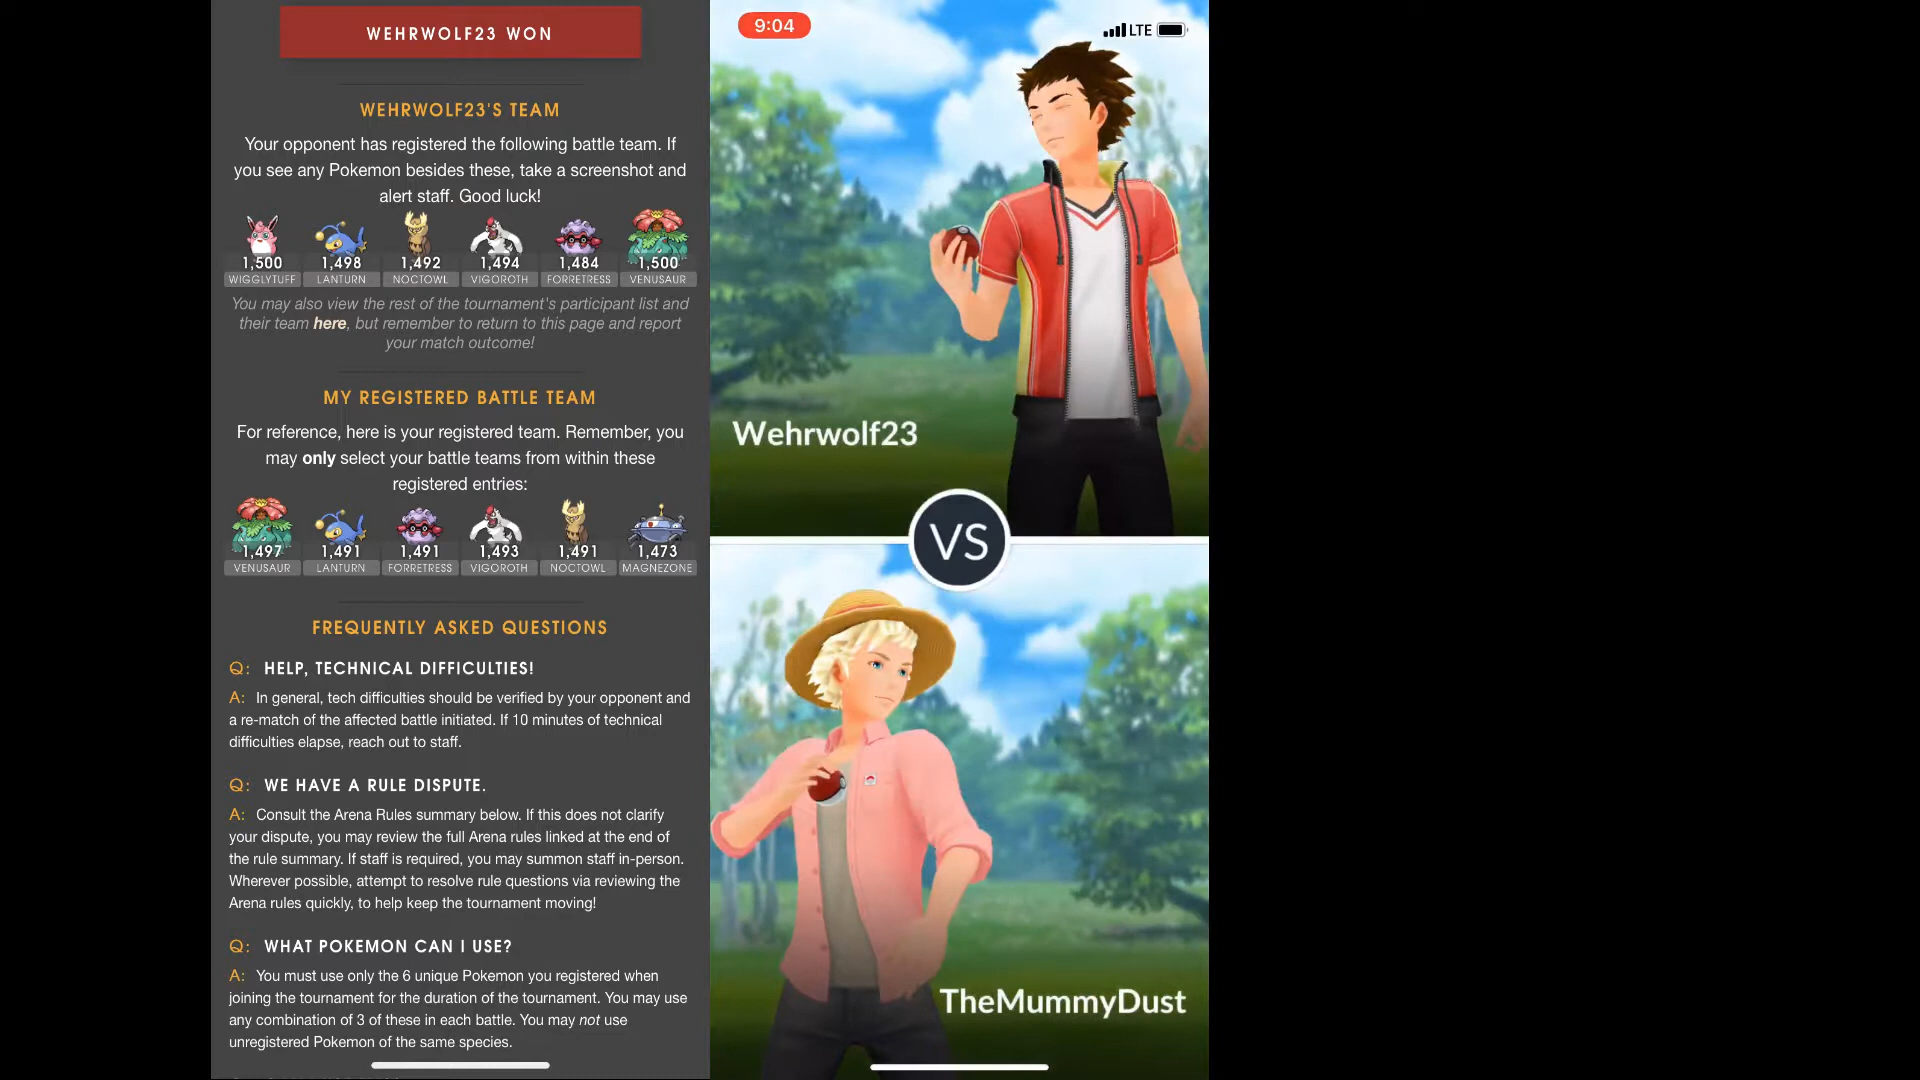 WEHRWOLF23 WON
WEHRWOLF23'S TEAM
Your opponent has registered the following battle team. If
you see any Pokemon besides these, take a screenshot and
alert staff. Good luck!
1,500 1,498 1,492 1,494 1,484 1,500
WIGGLYTUFF LANTURN NOCTOWL VIGOROTH FORRETRESS VENUSAUR
You may also view the rest of the tournament's participant list and
their team here, but remember to return to this page and report
your match outcome!
MY REGISTERED BATTLE TEAM
For reference, here is your registered team. Remember, you
may only select your battle teams from within these
registered entries:
1,497 1,491 1,491 1,493 1,491 1,473
VENUSAUR LANTURN FORRETRESS VIGOROTH NOCTOWL MAGNEZONE
FREQUENTLY ASKED QUESTIONS
Q: HELP, TECHNICAL DIFFICULTIES!
A: In general, tech difficulties should be verified by your opponent and
a re-match of the affected battle initiated. If 10 minutes of technical
difficulties elapse, reach out to staff.
Q: WE HAVE A RULE DISPUTE.
A: Consult the Arena Rules summary below. If this does not clarify
your dispute, you may review the full Arena rules linked at the end of
the rule summary. If staff is required, you may summon staff in-person.
Wherever possible, attempt to resolve rule questions via reviewing the
Arena rules quickly, to help keep the tournament moving!
Q: WHAT POKEMON CAN I USE?
A: You must use only the 6 unique Pokemon you registered when
joining the tournament for the duration of the tournament. You may use
any combination of 3 of these in each battle. You may not use
unregistered Pokemon of the same species.
9:04
LTE
Wehrwolf23
VS
TheMummyDust